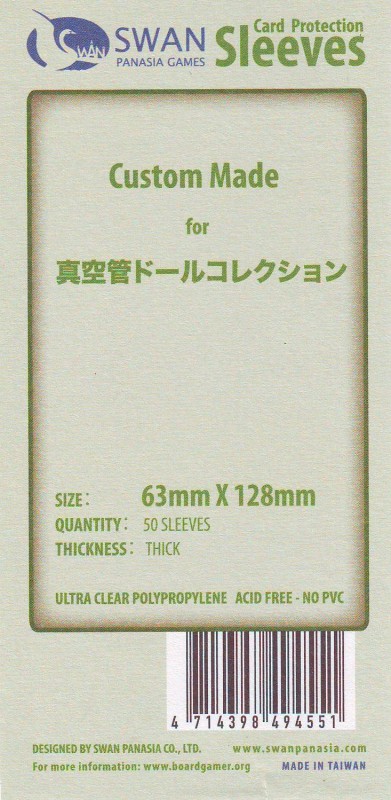 SWAN
SWAN
PANASIA GAMES
Card Protection
Sleeves
Custom Made
for
真空管ドールコレクション
SIZE： 63mm X 128mm
QUANTITY： 50 SLEEVES
THICKNESS： THICK
ULTRA CLEAR POLYPROPYLENE ACID FREE - NO PVC
4 714398 494551
DESIGNED BY SWAN PANASIA CO., LTD. www.swanpanasia.com
For more information: www.boardgamer.org MADE IN TAIWAN